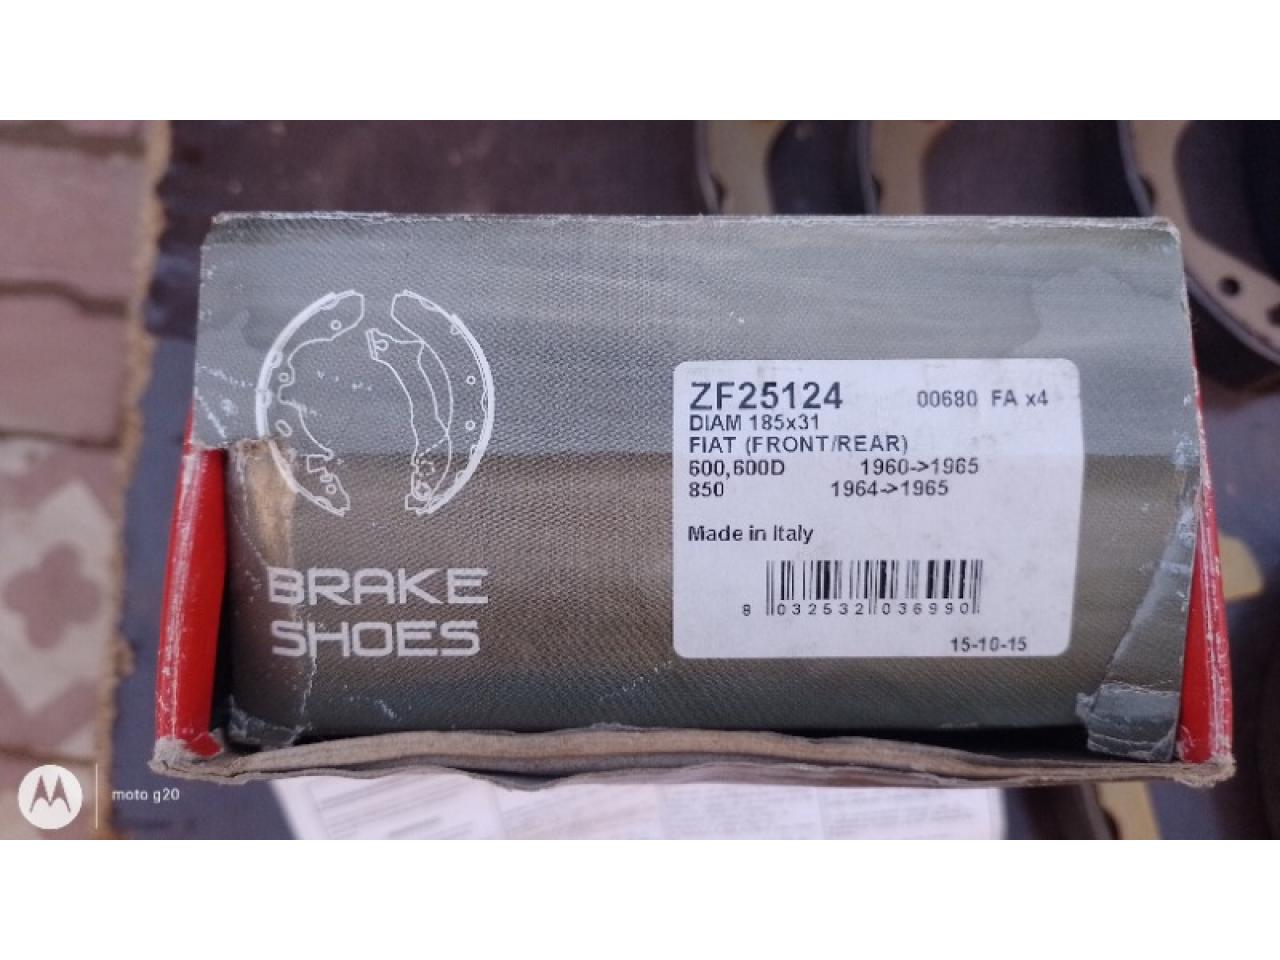 BRAKE
SHOES
ZF25124 00680 FA x4
DIAM 185x31
FIAT (FRONT/REAR)
600,600D 1960->1965
850 1964->1965
Made in Italy
8 032532 036990
15-10-15
moto g20